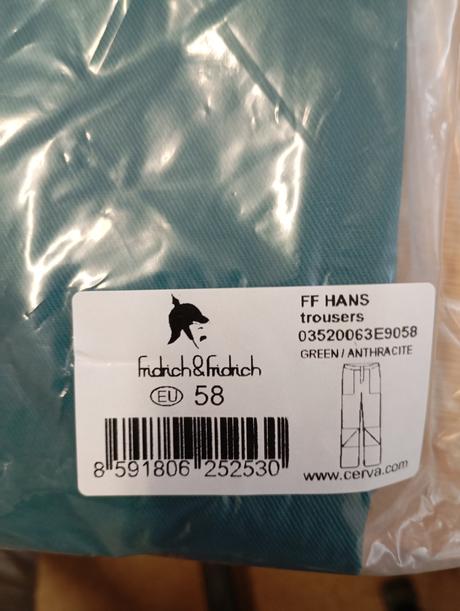 Fridrich&Fridrich
EU 58
8 591806 252530
FF HANS
trousers
03520063E9058
GREEN / ANTHRACITE
www.cerva.com